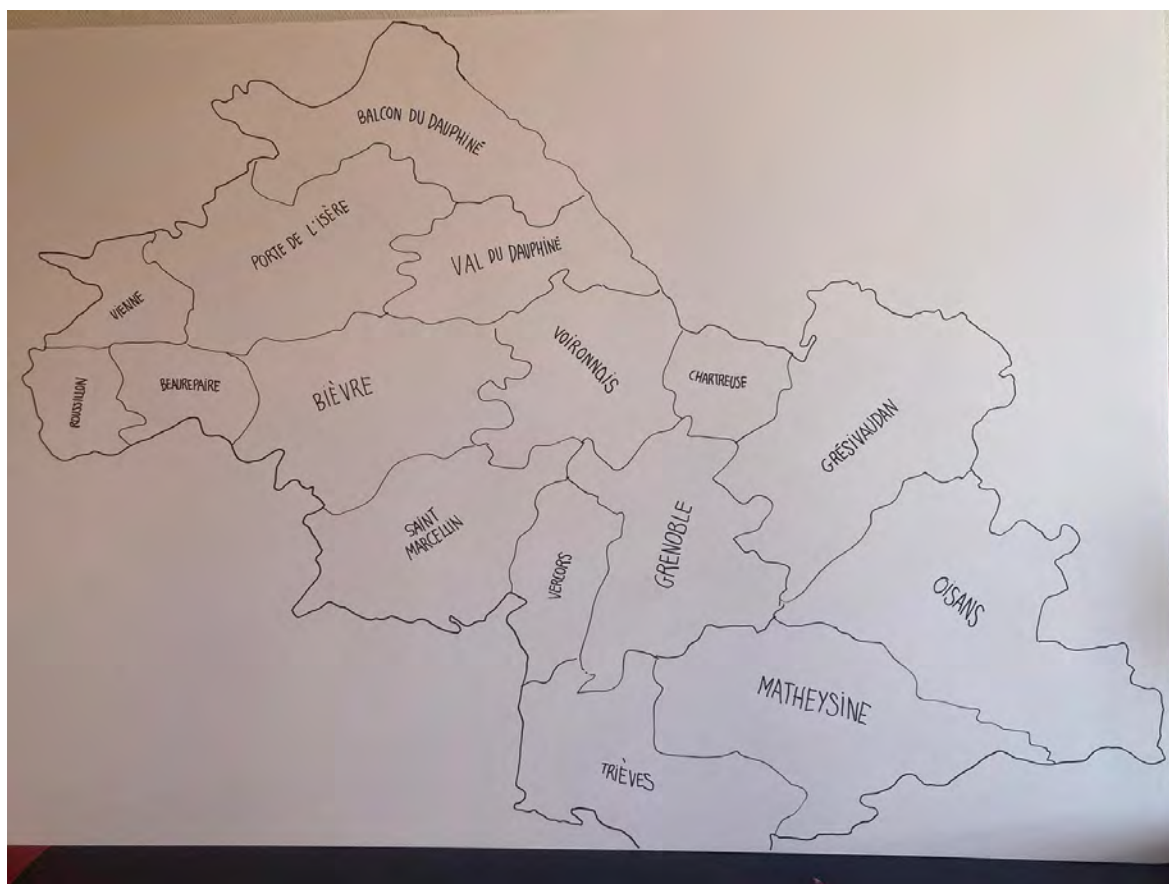 BALCON DU DAUPHINÉ
PORTE DE L'ISÈRE
VAL DU DAUPHINÉ
VIENNE
VOIRONNAIS
CHARTREUSE
ROUSSILLON
BEAUREPAIRE
BIÈVRE
GRÉSIVAUDAN
SAINT
MARCELLIN
VERCORS
GRENOBLE
OISANS
MATHEYSINE
TRIÈVES